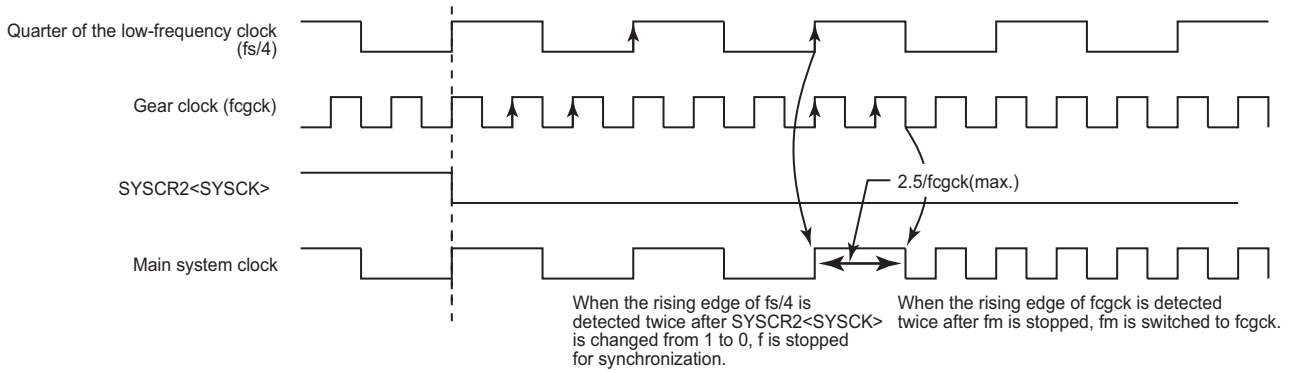 Quarter of the low-frequency clock
(fs/4)
Gear clock (fcgck)
SYSCR2<SYSCK>
2.5/fcgck(max.)
Main system clock
When the rising edge of fs/4 is
detected twice after SYSCR2<SYSCK>
is changed from 1 to 0, f is stopped
for synchronization.
When the rising edge of fcgck is detected
twice after fm is stopped, fm is switched to fcgck.